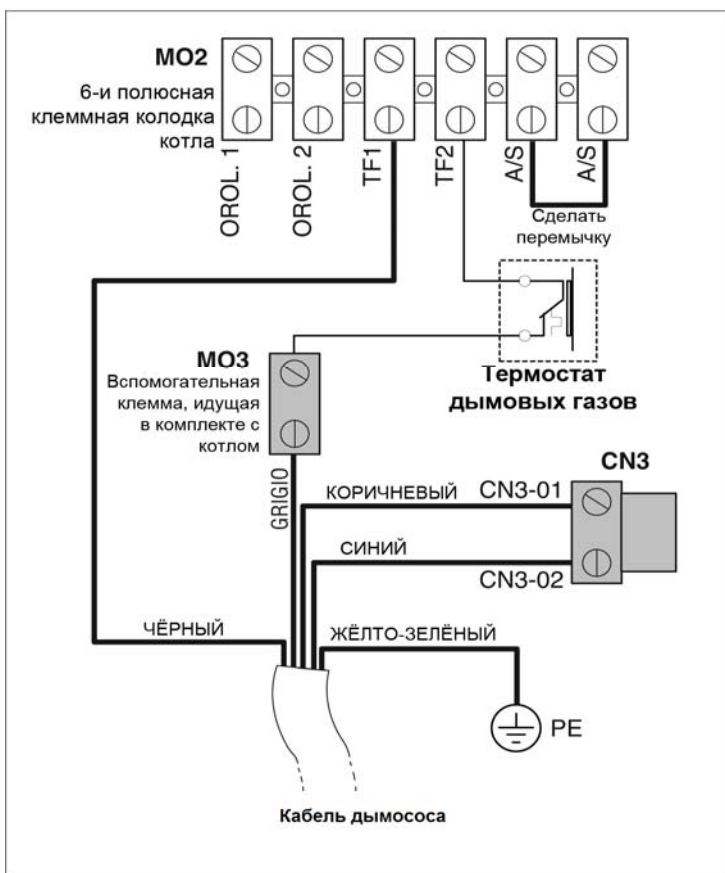 MO2
6-и полюсная
клеммная колодка
котла
OROL. 1
OROL. 2
TF1
TF2
A/S
A/S
Сделать
перемычку
MO3
Вспомогательная
клемма, идущая
в комплекте с
котлом
Термостат
дымовых газов
CN3
GRIGIO
КОРИЧНЕВЫЙ
CN3-01
СИНИЙ
CN3-02
ЧЁРНЫЙ
ЖЁЛТО-ЗЕЛЁНЫЙ
PE
Кабель дымососа